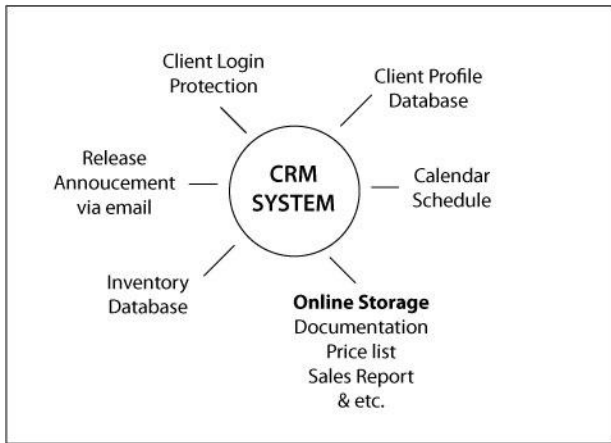 Client Login
Protection
Client Profile
Database
Release
Annoucement
via email
CRM
SYSTEM
Calendar
Schedule
Inventory
Database
Online Storage
Documentation
Price list
Sales Report
& etc.